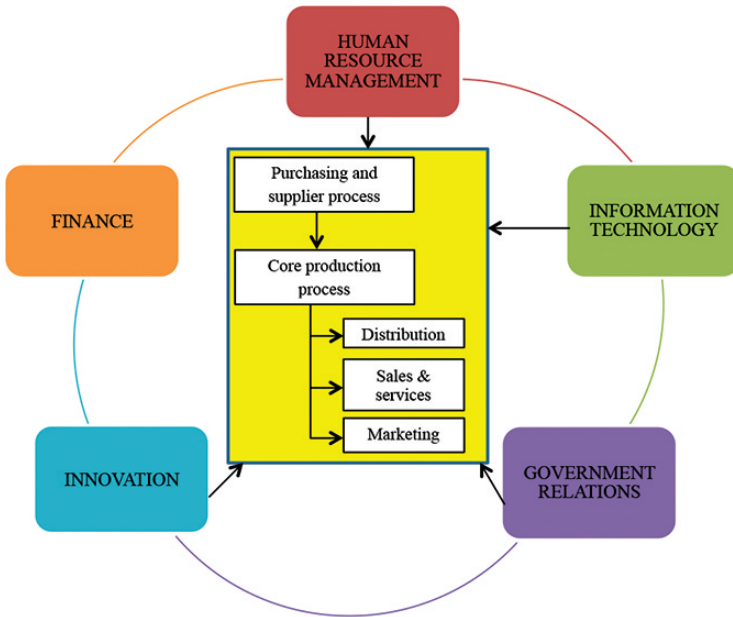 HUMAN
RESOURCE
MANAGEMENT
FINANCE
INFORMATION
TECHNOLOGY
Purchasing and
supplier process
Core production
process
Distribution
Sales &
services
Marketing
INNOVATION
GOVERNMENT
RELATIONS